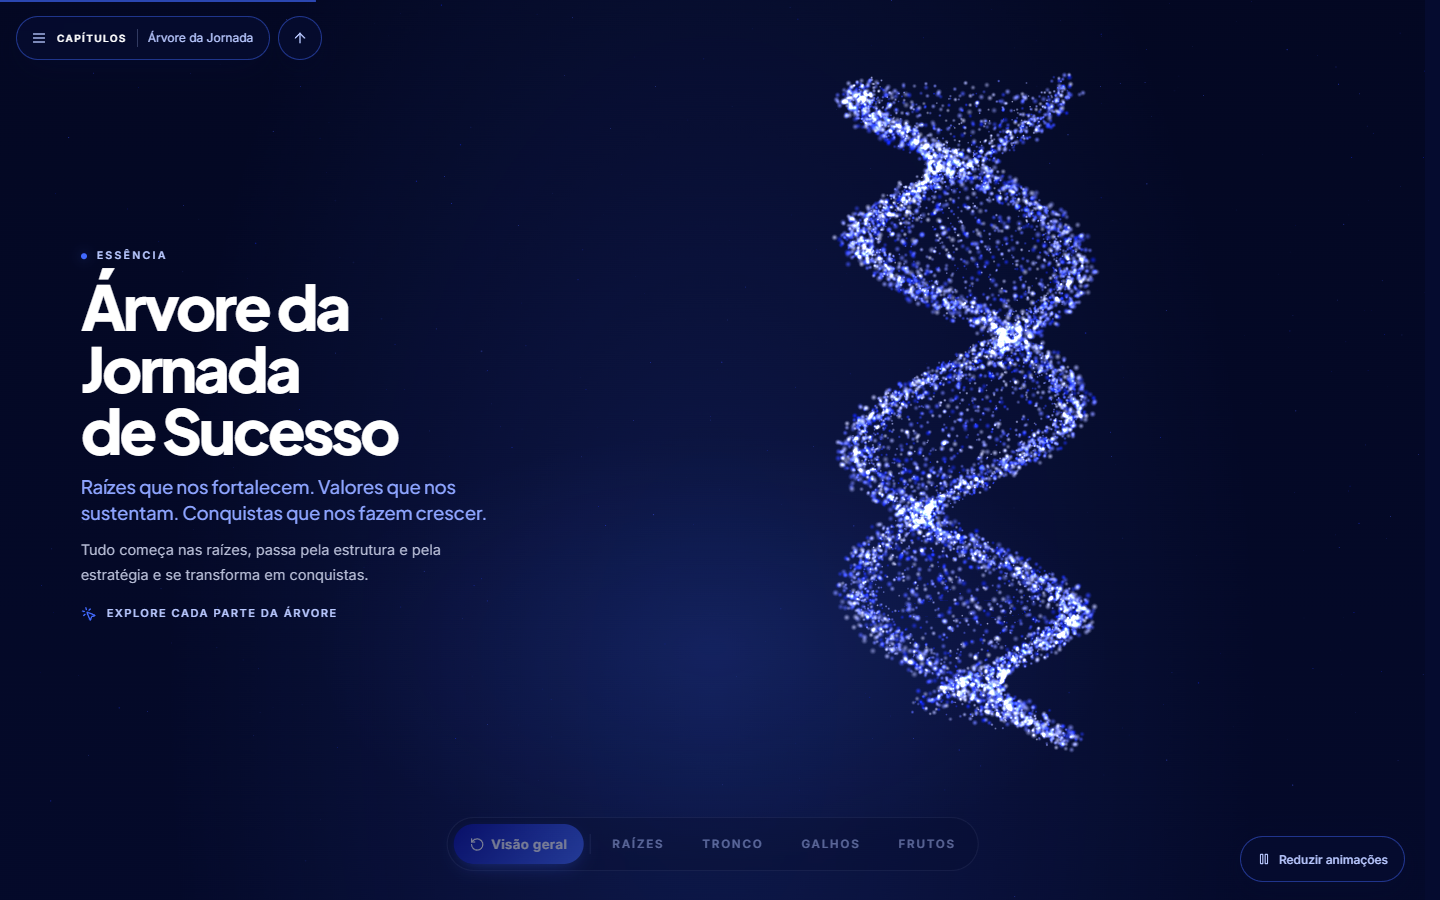 CAPÍTULOS
Árvore da Jornada
ESSÊNCIA
Árvore da
Jornada
de Sucesso
Raízes que nos fortalecem. Valores que nos
sustentam. Conquistas que nos fazem crescer.
Tudo começa nas raízes, passa pela estrutura e pela
estratégia e se transforma em conquistas.
EXPLORE CADA PARTE DA ÁRVORE
Visão geral
RAÍZES
TRONCO
GALHOS
FRUTOS
Reduzir animações